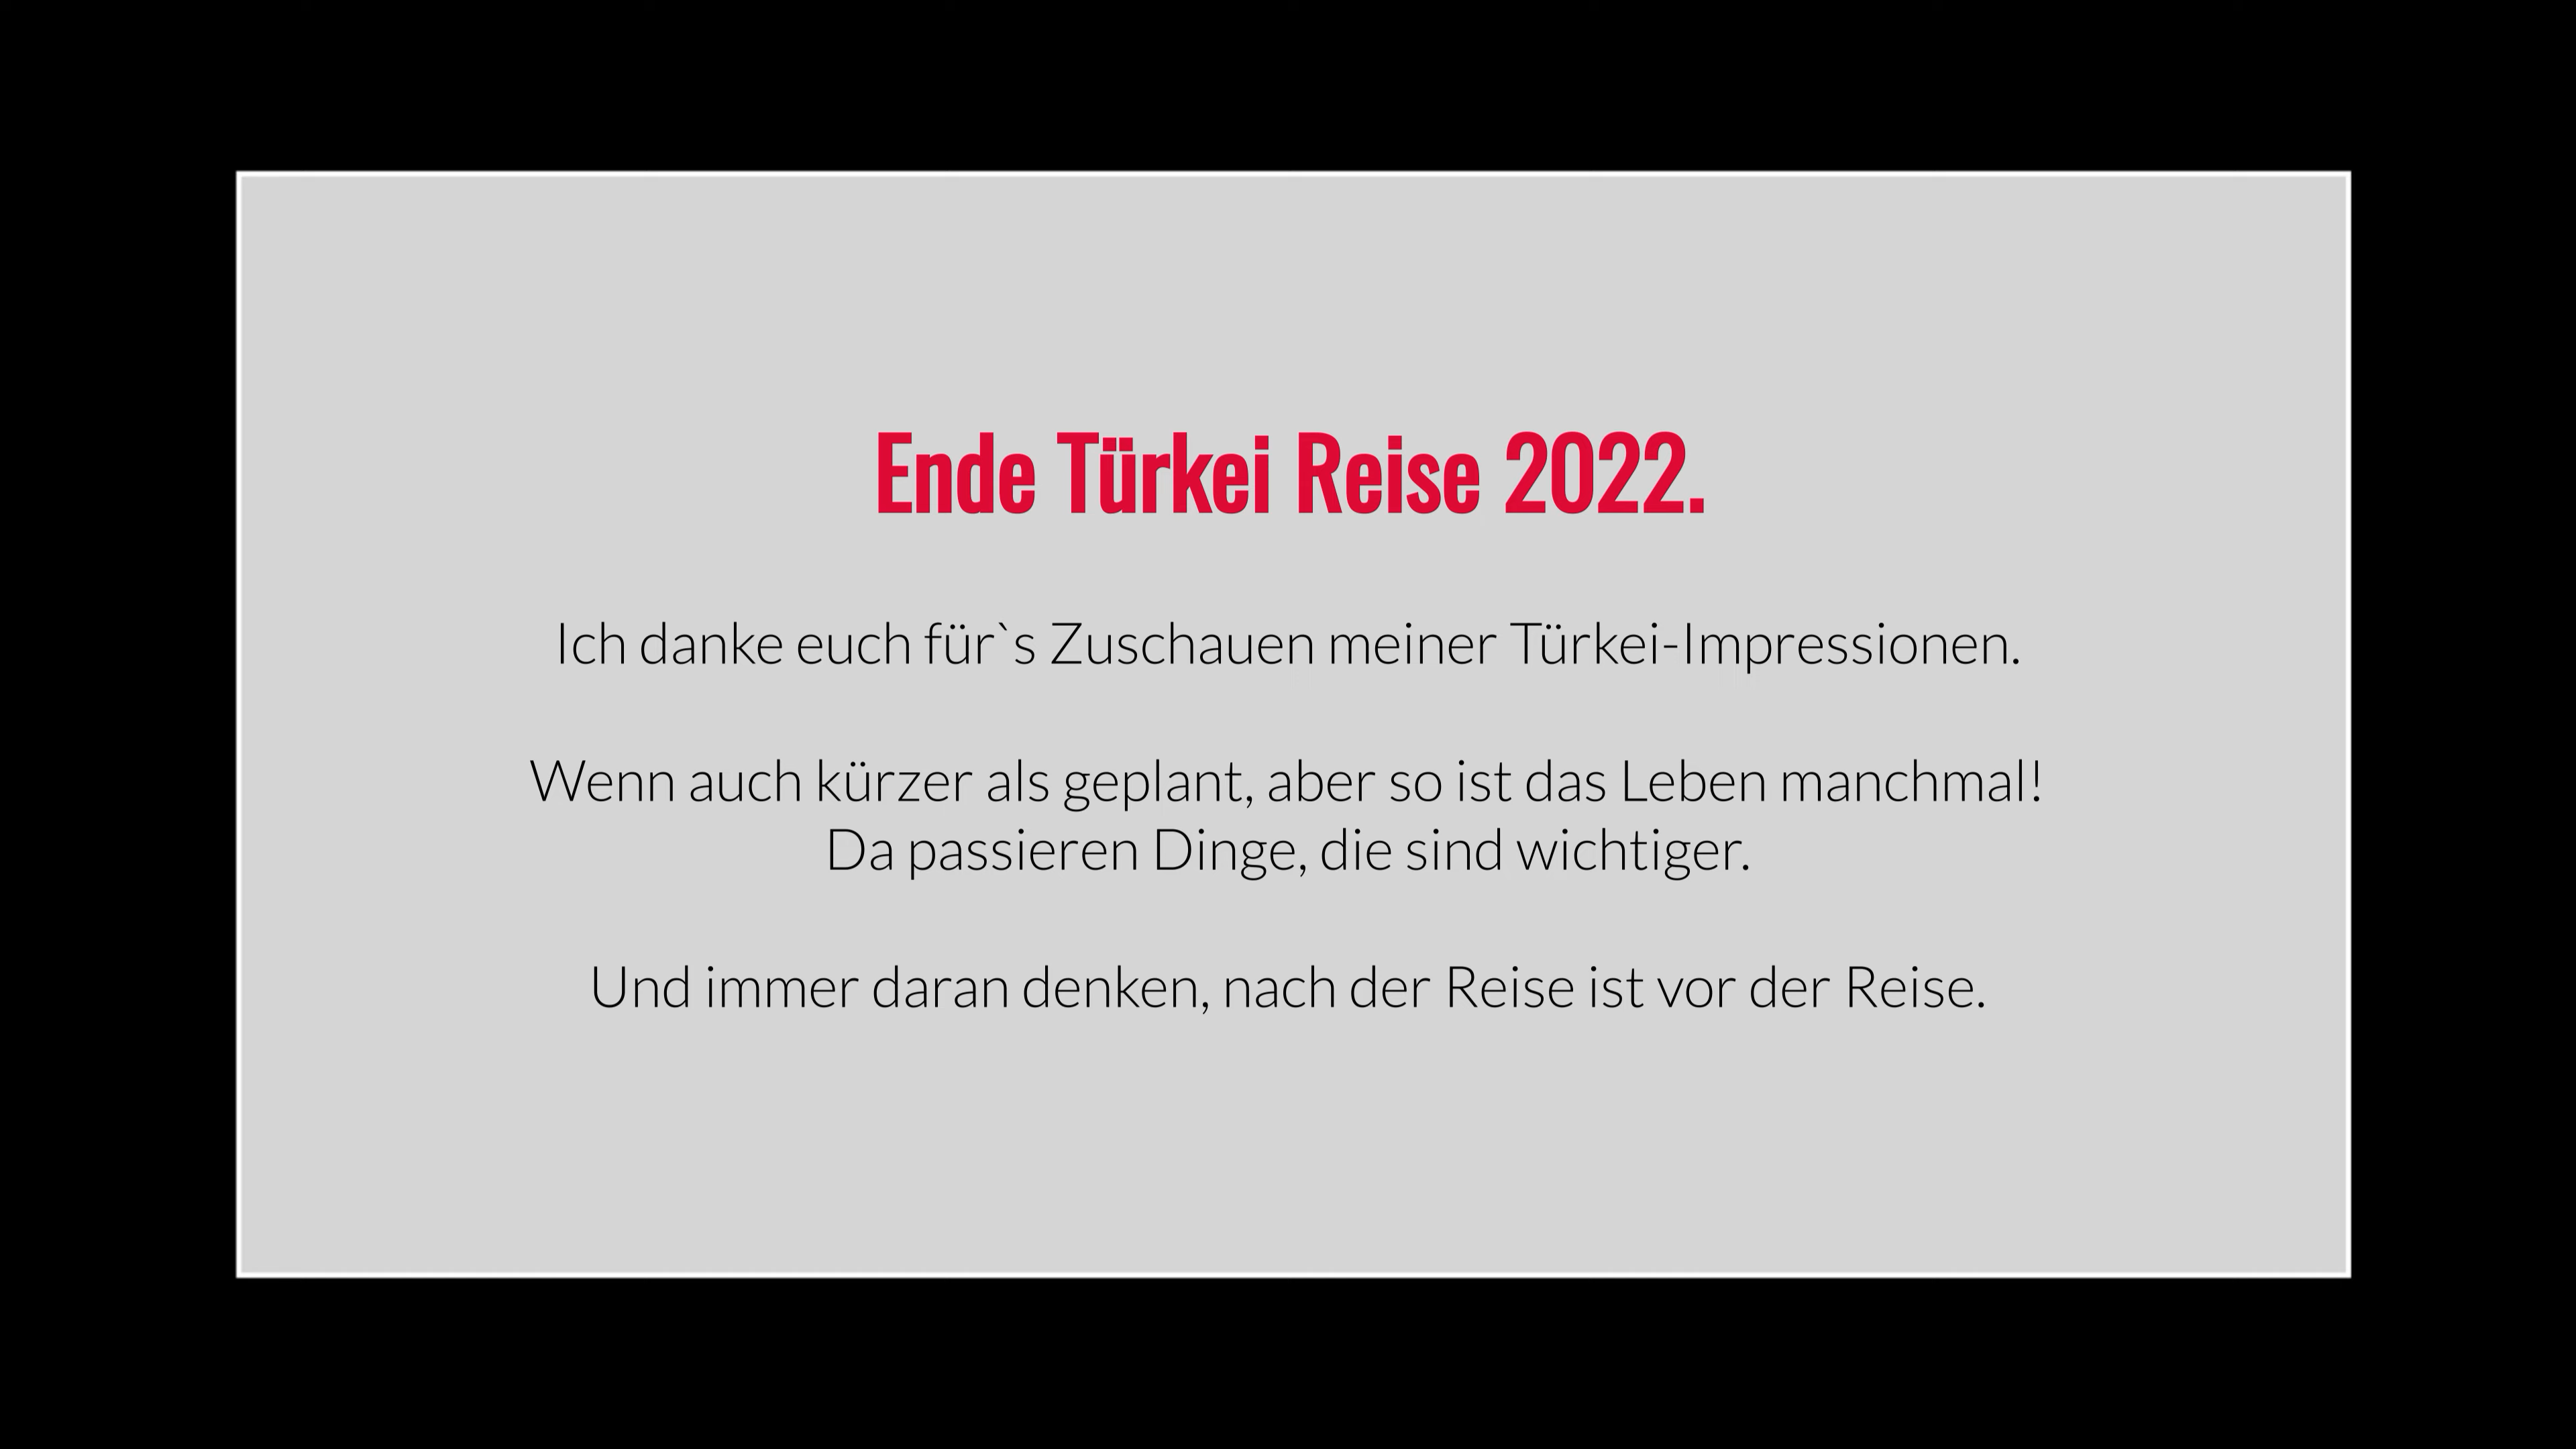 Ende Türkei Reise 2022.
Ich danke euch für`s Zuschauen meiner Türkei-Impressionen.
Wenn auch kürzer als geplant, aber so ist das Leben manchmal!
Da passieren Dinge, die sind wichtiger.
Und immer daran denken, nach der Reise ist vor der Reise.